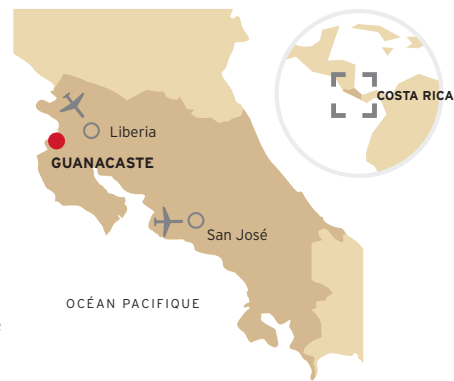 COSTA RICA
Liberia
GUANACASTE
San José
OCÉAN PACIFIQUE